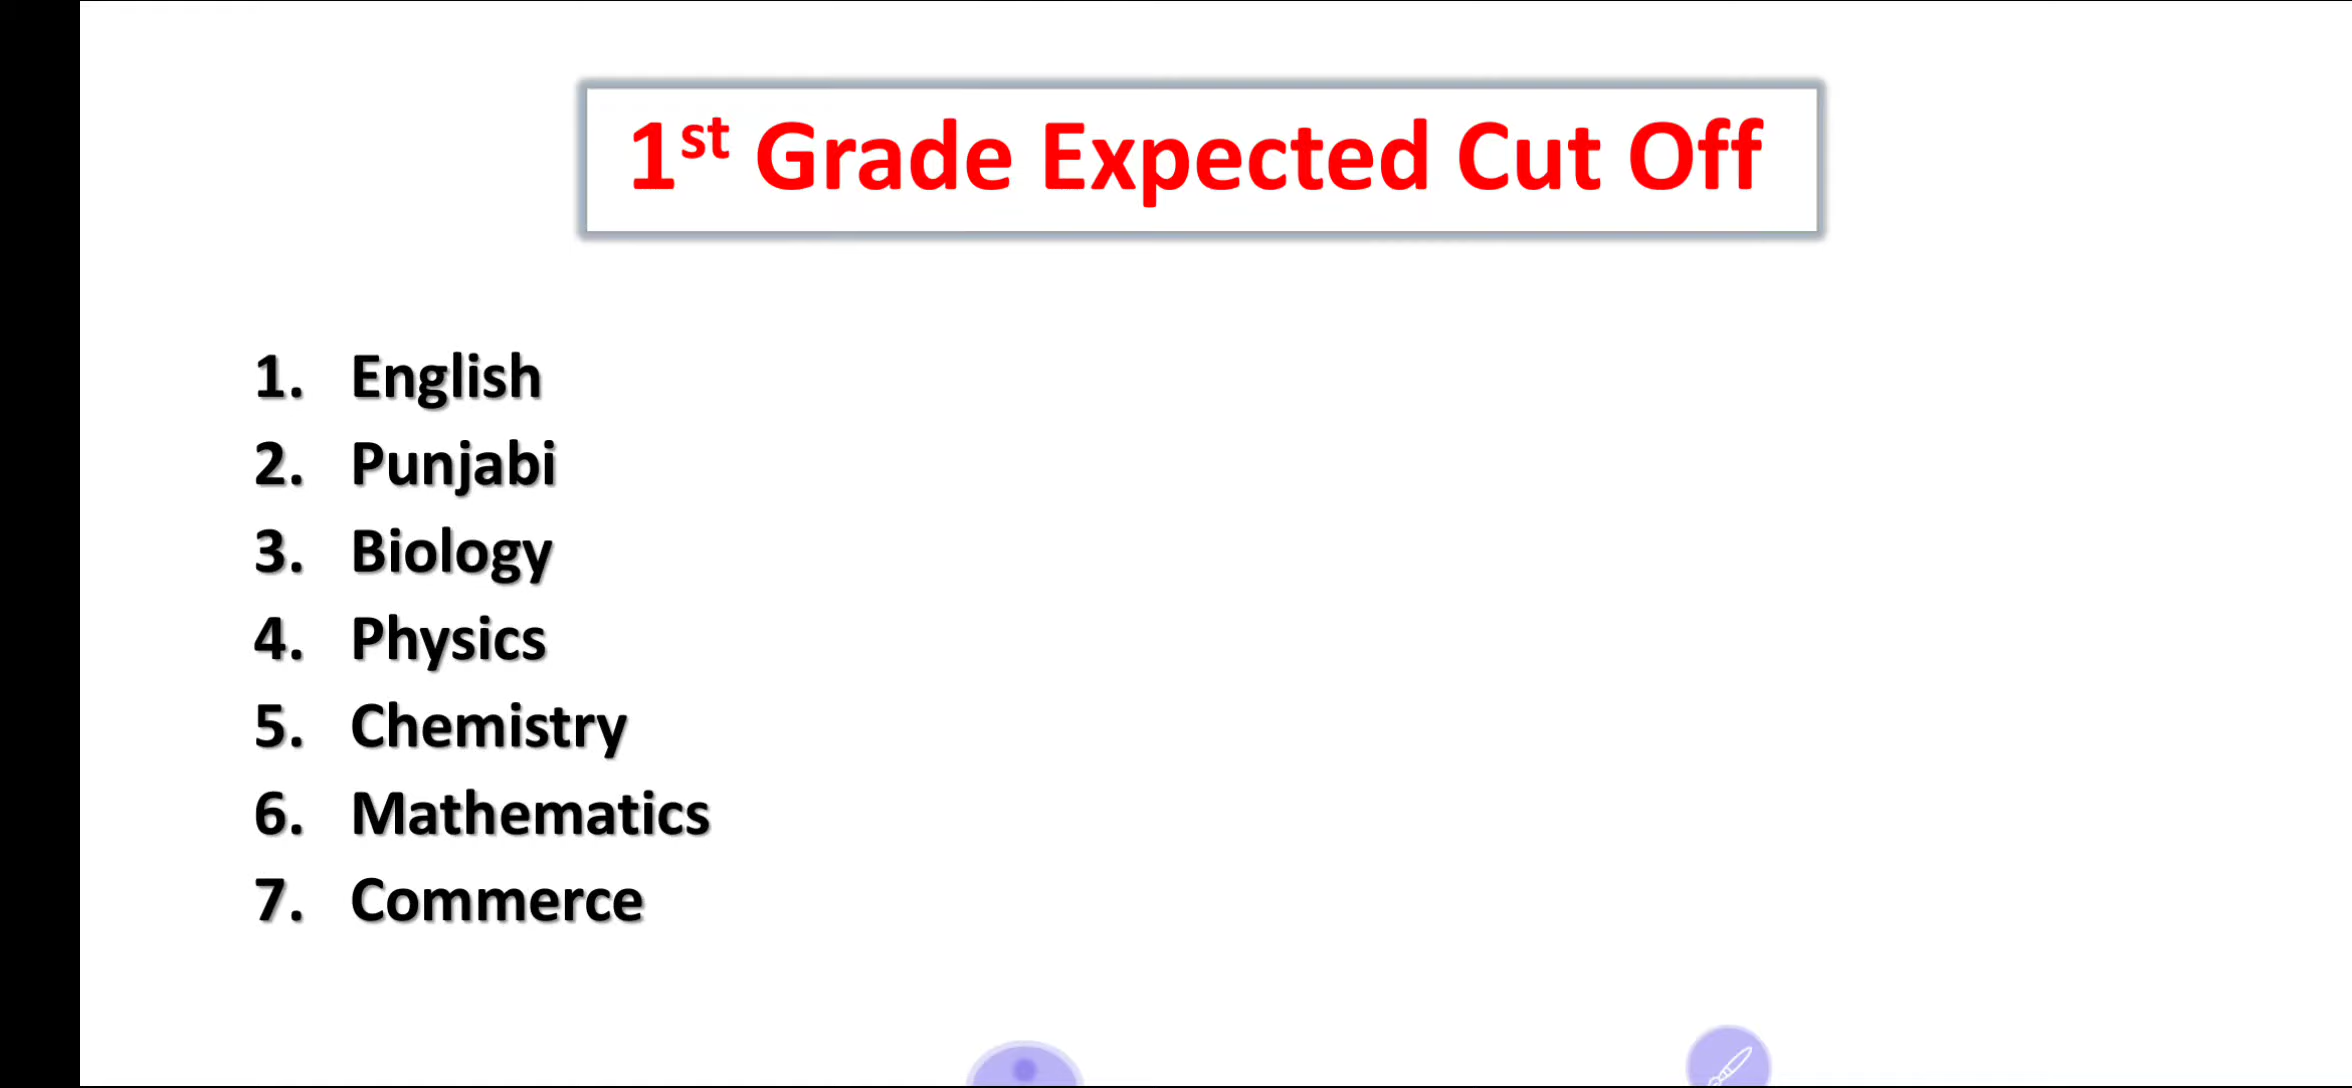 1st Grade Expected Cut Off
1. English
2. Punjabi
3. Biology
4. Physics
5. Chemistry
6. Mathematics
7. Commerce